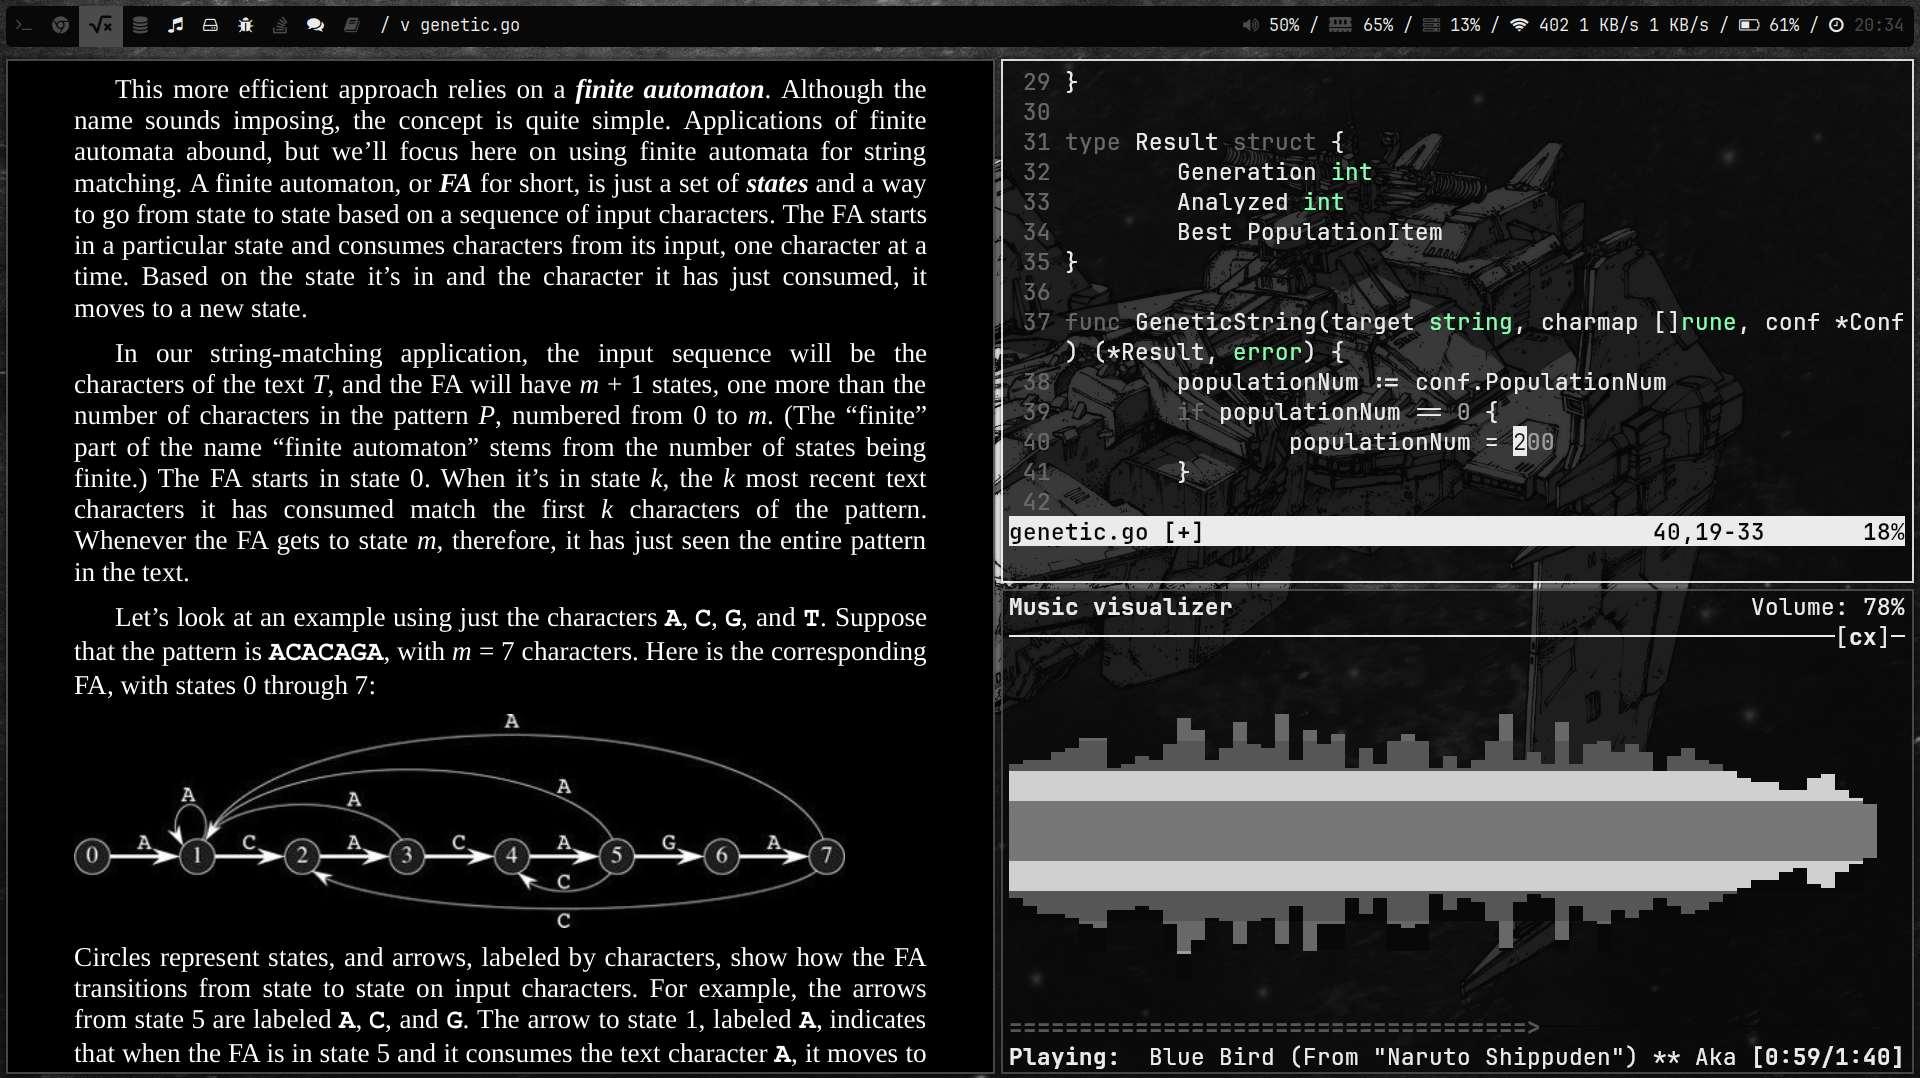 / v genetic.go
50% / 65% / 13% / 402 1 KB/s 1 KB/s / 61% / 20:34
This more efficient approach relies on a finite automaton. Although the
name sounds imposing, the concept is quite simple. Applications of finite
automata abound, but we’ll focus here on using finite automata for string
matching. A finite automaton, or FA for short, is just a set of states and a way
to go from state to state based on a sequence of input characters. The FA starts
in a particular state and consumes characters from its input, one character at a
time. Based on the state it’s in and the character it has just consumed, it
moves to a new state.
In our string-matching application, the input sequence will be the
characters of the text T, and the FA will have m + 1 states, one more than the
number of characters in the pattern P, numbered from 0 to m. (The “finite”
part of the name “finite automaton” stems from the number of states being
finite.) The FA starts in state 0. When it’s in state k, the k most recent text
characters it has consumed match the first k characters of the pattern.
Whenever the FA gets to state m, therefore, it has just seen the entire pattern
in the text.
Let’s look at an example using just the characters A, C, G, and T. Suppose
that the pattern is ACACAGA, with m = 7 characters. Here is the corresponding
FA, with states 0 through 7:
A
A
A A
A C A C A G A
0 1 2 3 4 5 6 7
C
C
Circles represent states, and arrows, labeled by characters, show how the FA
transitions from state to state on input characters. For example, the arrows
from state 5 are labeled A, C, and G. The arrow to state 1, labeled A, indicates
that when the FA is in state 5 and it consumes the text character A, it moves to
29 }
30
31 type Result struct {
32 Generation int
33 Analyzed int
34 Best PopulationItem
35 }
36
37 func GeneticString(target string, charmap []rune, conf *Conf
) (*Result, error) {
38 populationNum := conf.PopulationNum
39 if populationNum == 0 {
40 populationNum = 200
41 }
42
genetic.go [+] 40,19-33 18%
Music visualizer Volume: 78%
[cx]
=====================================>
Playing: Blue Bird (From "Naruto Shippuden") ** Aka [0:59/1:40]